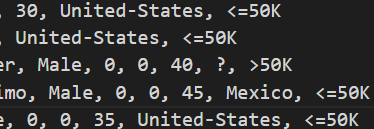 , 30, United-States, <=50K
, United-States, <=50K
er, Male, 0, 0, 40, ?, >50K
imo, Male, 0, 0, 45, Mexico, <=50K
e, 0, 0, 35, United-States, <=50K